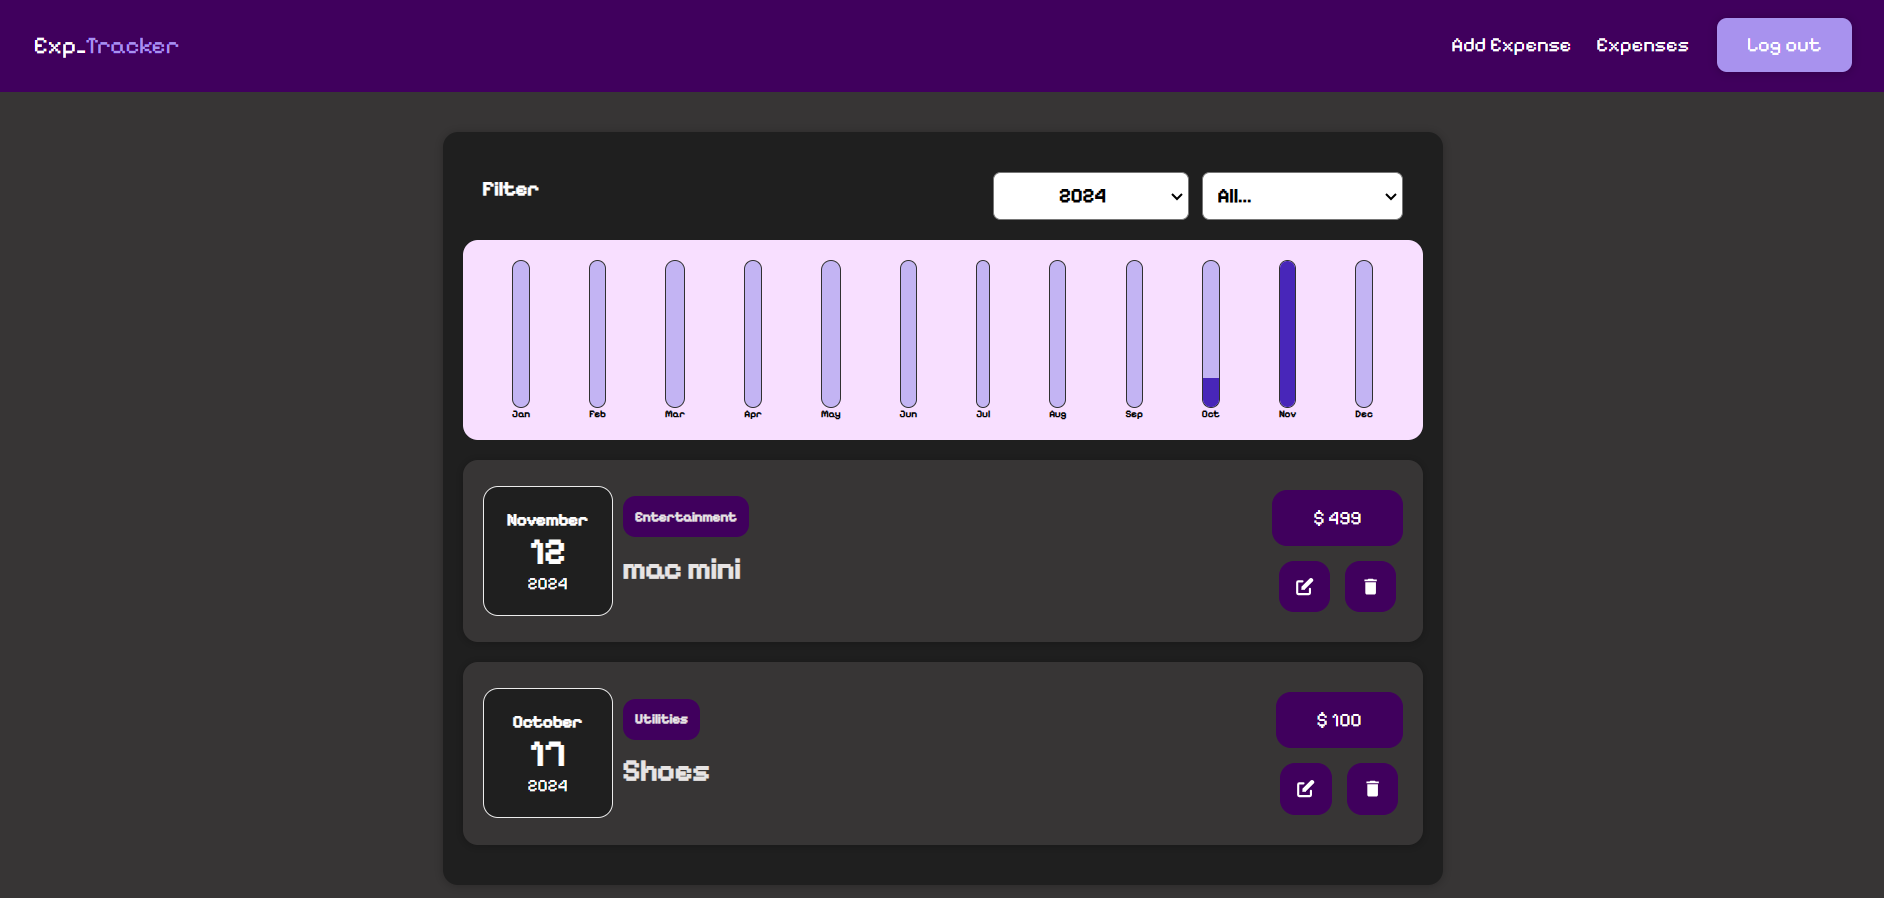 Exp_Tracker
Add Expense Expenses Log out
Filter
2024 All...
Jan Feb Mar Apr May Jun Jul Aug Sep Oct Nov Dec
November
12
2024
Entertainment
mac mini
$ 499
October
17
2024
Utilities
Shoes
$ 100